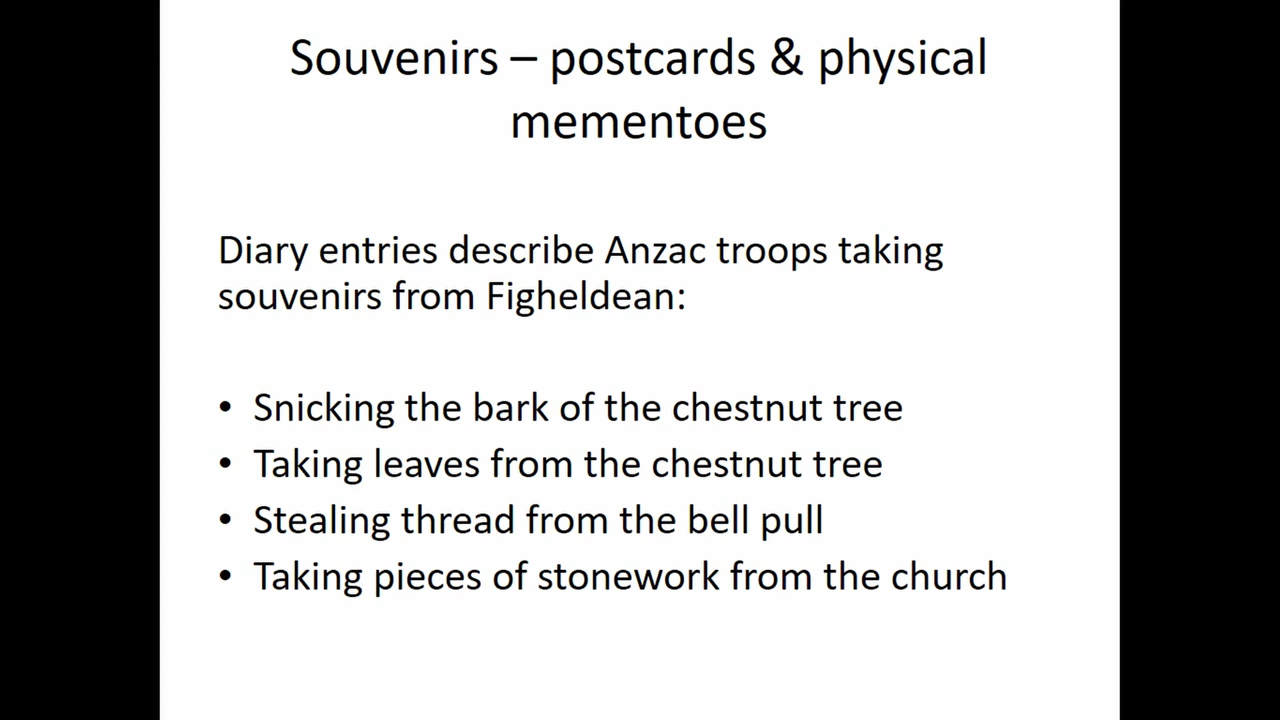 Souvenirs – postcards & physical
mementoes
Diary entries describe Anzac troops taking
souvenirs from Figheldean:
• Snicking the bark of the chestnut tree
• Taking leaves from the chestnut tree
• Stealing thread from the bell pull
• Taking pieces of stonework from the church